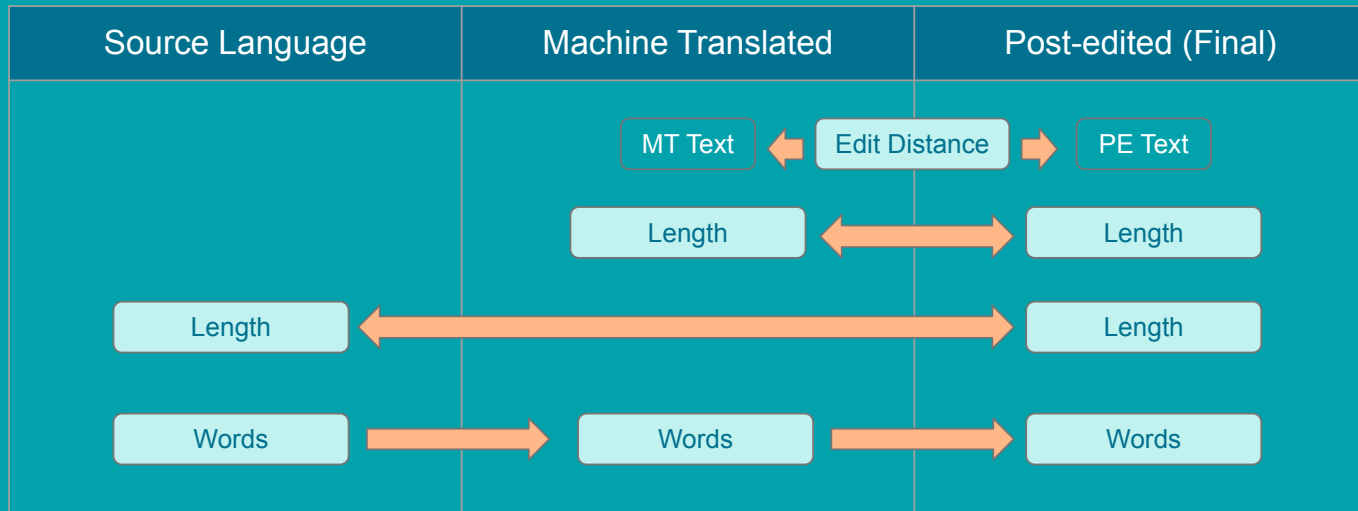 Source Language
Machine Translated
Post-edited (Final)
MT Text
Edit Distance
PE Text
Length
Length
Length
Length
Words
Words
Words